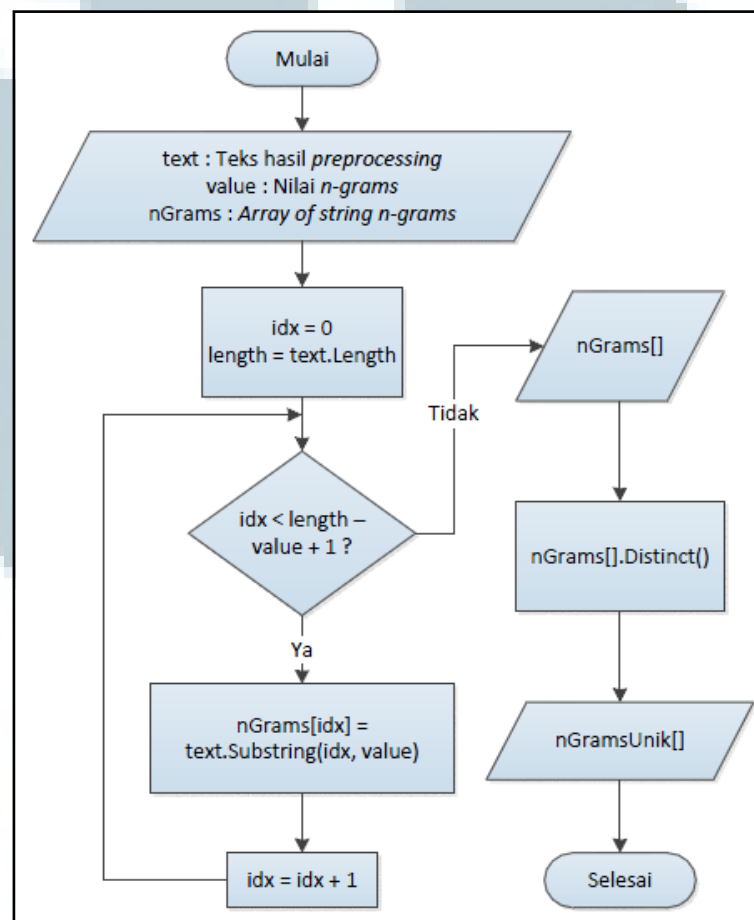 Mulai
text : Teks hasil preprocessing
value : Nilai n-grams
nGrams : Array of string n-grams
idx = 0
length = text.Length
idx < length –
value + 1 ?
Ya
nGrams[idx] =
text.Substring(idx, value)
idx = idx + 1
Tidak
nGrams[]
nGrams[].Distinct()
nGramsUnik[]
Selesai